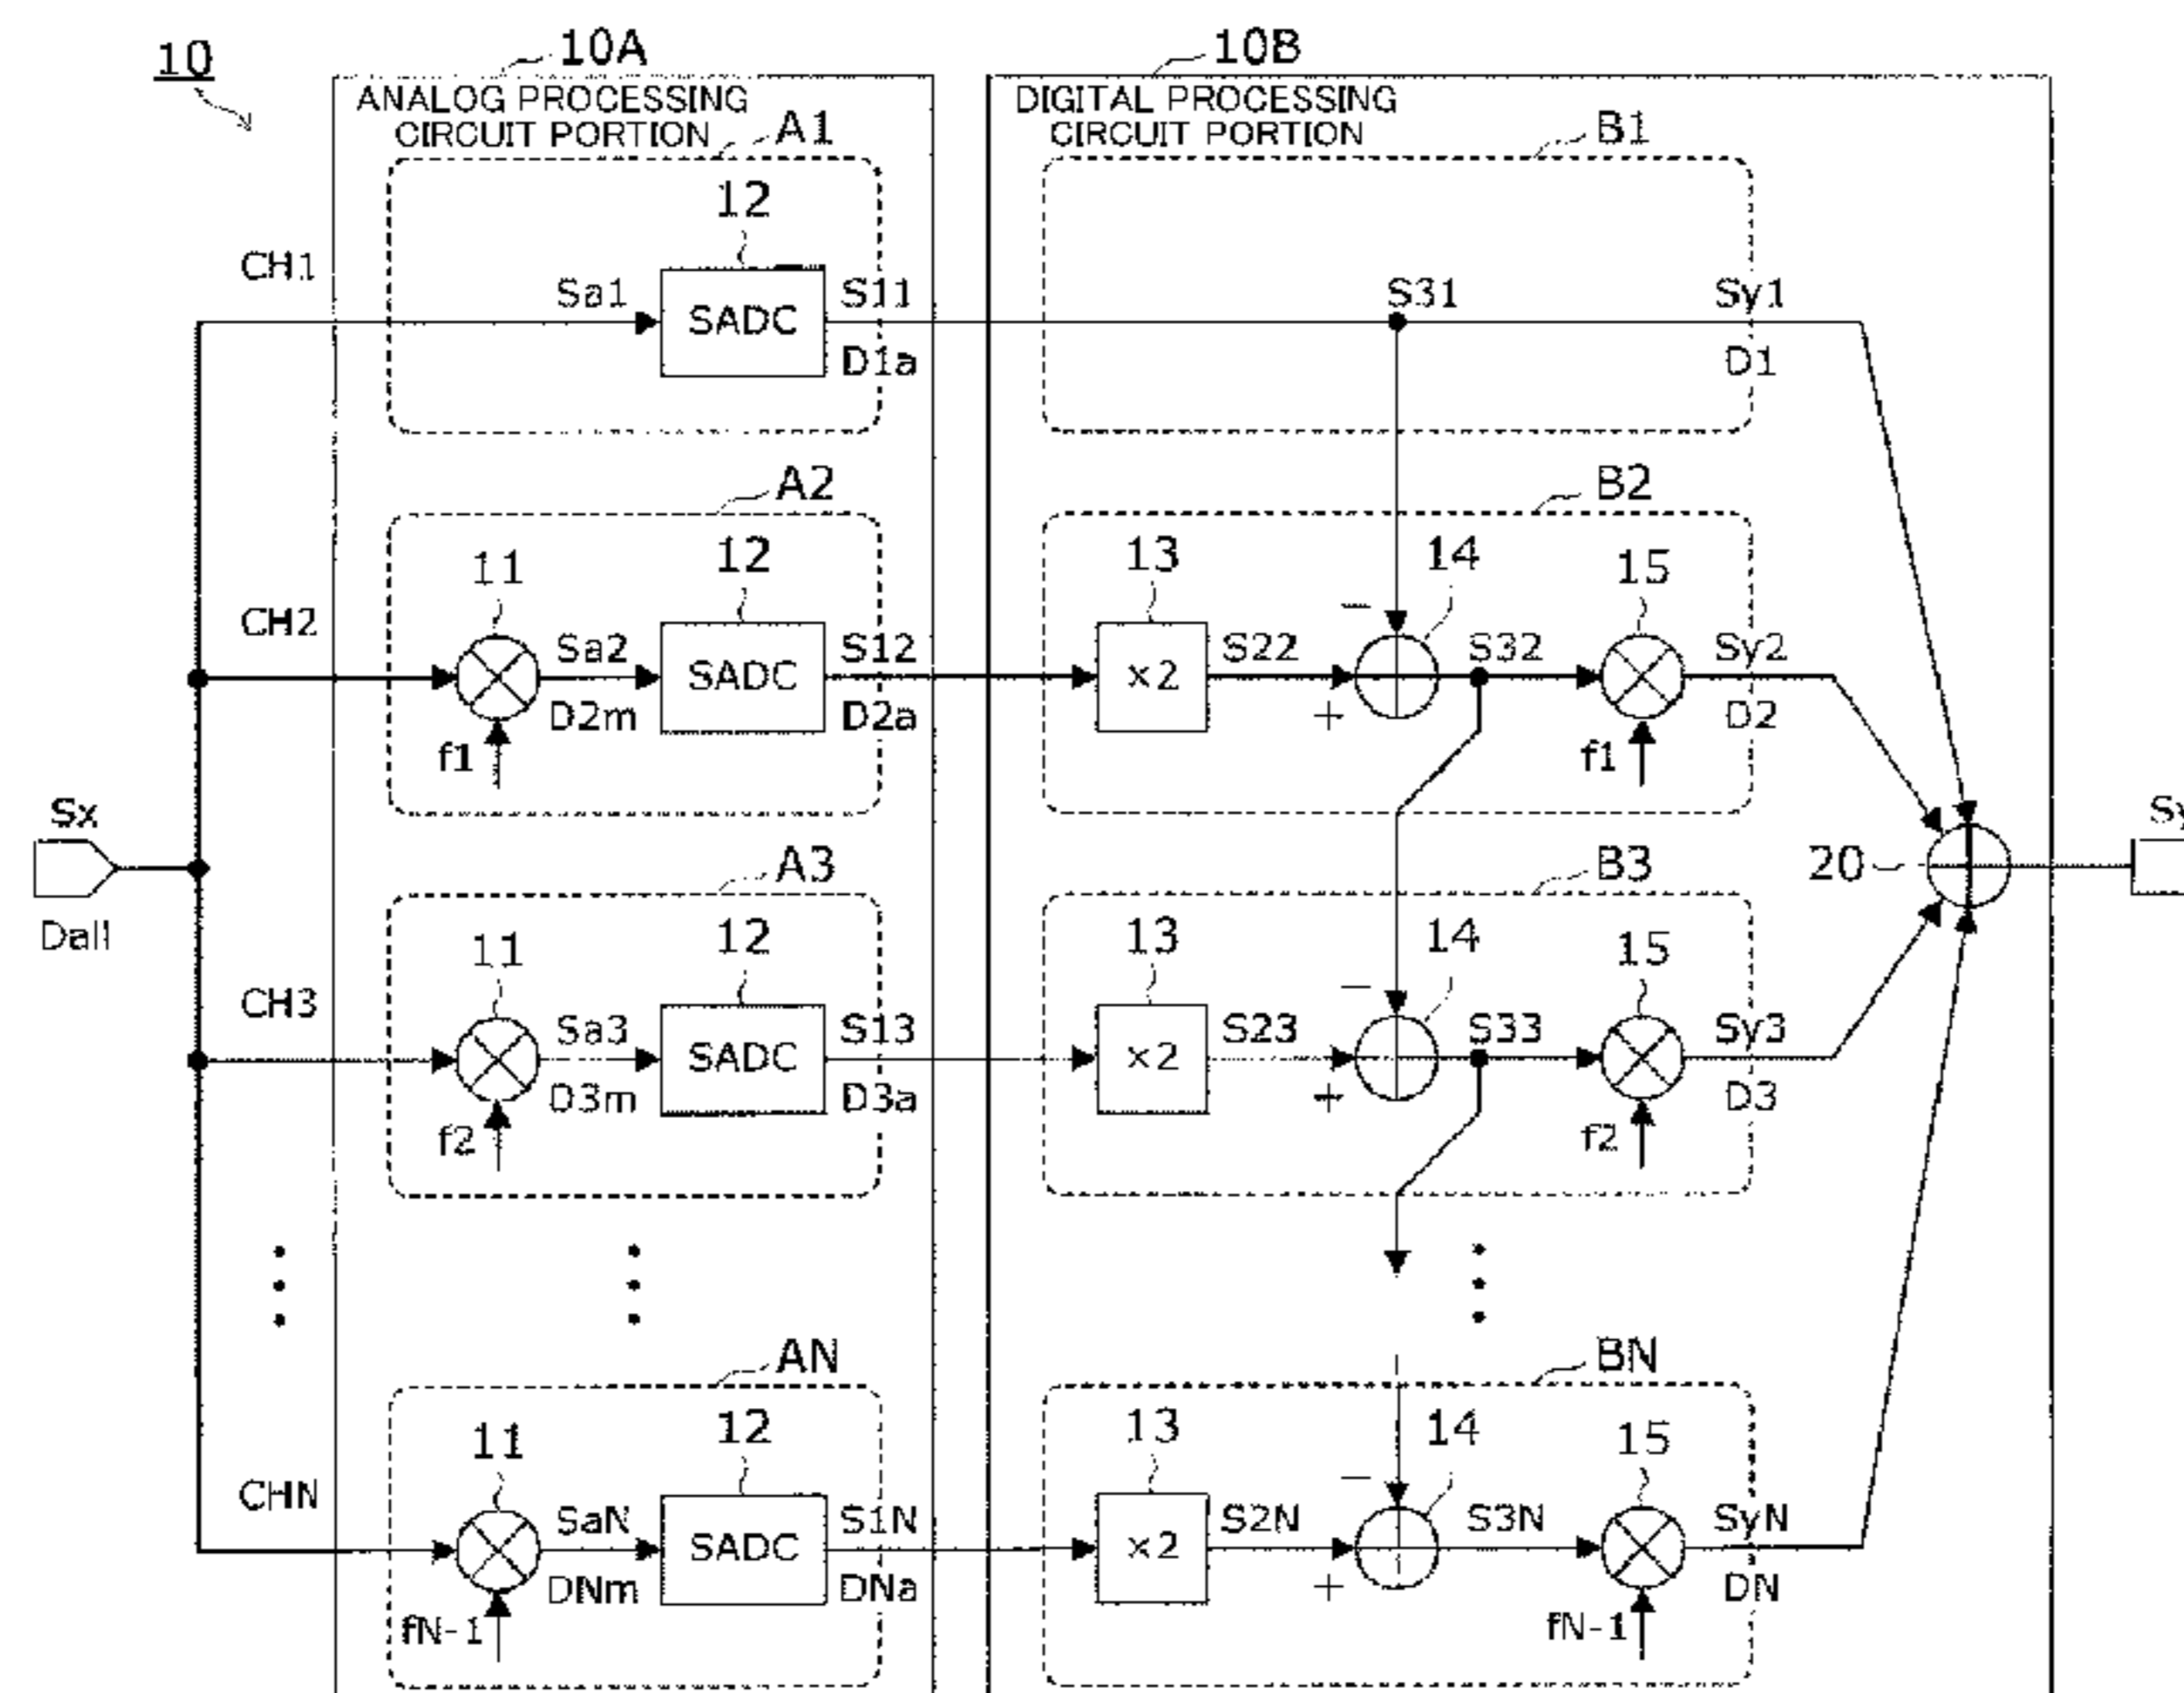 10
10A
10B
ANALOG PROCESSING
CIRCUIT PORTION
DIGITAL PROCESSING
CIRCUIT PORTION
A1
B1
12
CH1
Sa1
SADC
S11
D1a
S31
Sy1
D1
A2
B2
11
12
13
14
15
CH2
Sa2
D2m
f1
SADC
S12
D2a
×2
S22
−
+
S32
Sy2
D2
f1
Sx
Dall
20
Sy
A3
B3
11
12
13
14
15
CH3
Sa3
D3m
f2
SADC
S13
D3a
×2
S23
−
+
S33
Sy3
D3
f2
AN
BN
11
12
13
14
15
CHN
SaN
DNm
fN-1
SADC
S1N
DNa
×2
S2N
−
+
S3N
SyN
DN
fN-1